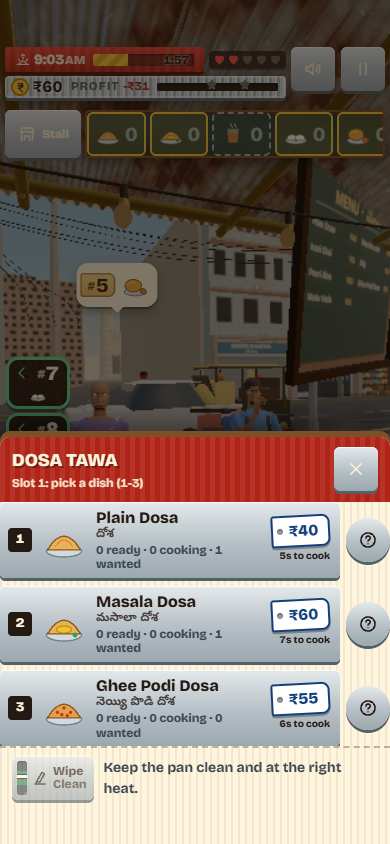 9:03AM
1:57
₹60 PROFIT -₹31
Stall
0
0
0
0
0
MENU
#5
#7
DOSA TAWA
Slot 1: pick a dish (1-3)
1
Plain Dosa
దోశ
0 ready · 0 cooking · 1
wanted
₹40
5s to cook
2
Masala Dosa
మసాలా దోశ
0 ready · 0 cooking · 1
wanted
₹60
7s to cook
3
Ghee Podi Dosa
నెయ్యి పొడి దోశ
0 ready · 0 cooking · 0
wanted
₹55
6s to cook
Wipe
Clean
Keep the pan clean and at the right
heat.